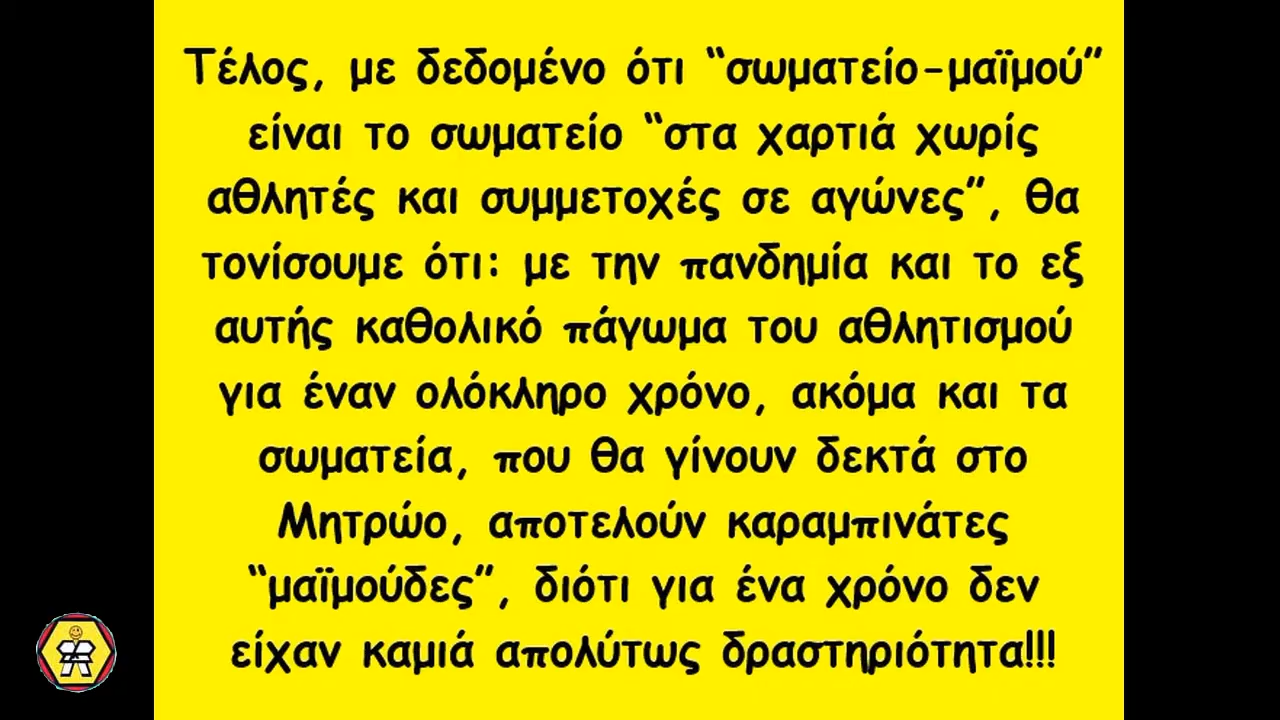 Τέλος, με δεδομένο ότι “σωματείο-μαϊμού”
είναι το σωματείο “στα χαρτιά χωρίς
αθλητές και συμμετοχές σε αγώνες”, θα
τονίσουμε ότι: με την πανδημία και το εξ
αυτής καθολικό πάγωμα του αθλητισμού
για έναν ολόκληρο χρόνο, ακόμα και τα
σωματεία, που θα γίνουν δεκτά στο
Μητρώο, αποτελούν καραμπινάτες
“μαϊμούδες”, διότι για ένα χρόνο δεν
είχαν καμιά απολύτως δραστηριότητα!!!